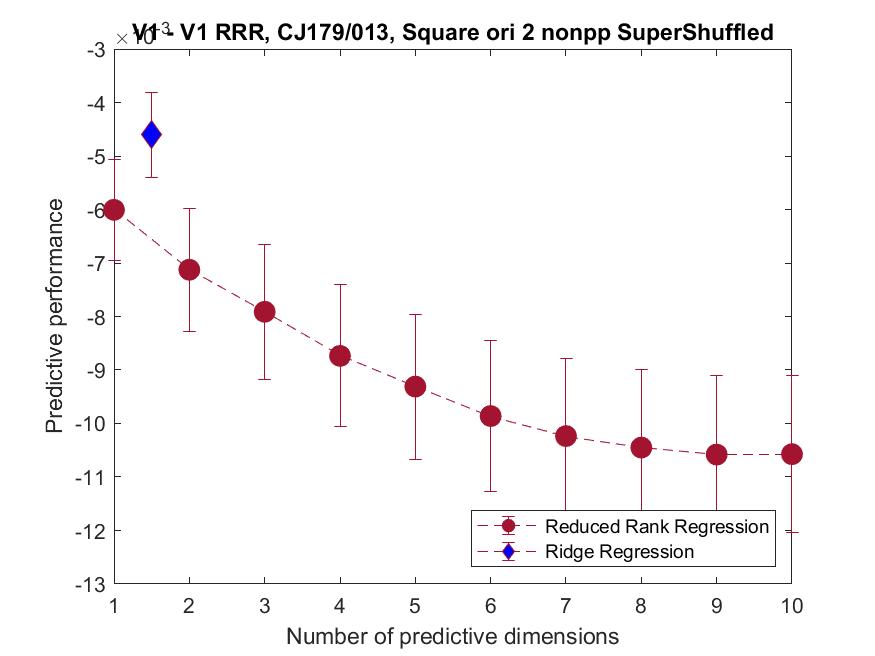 V1 - V1 RRR, CJ179/013, Square ori 2 nonpp SuperShuffled
×10-3
-3
-4
-5
-6
-7
-8
-9
-10
-11
-12
-13
Predictive performance
Reduced Rank Regression
Ridge Regression
1 2 3 4 5 6 7 8 9 10
Number of predictive dimensions